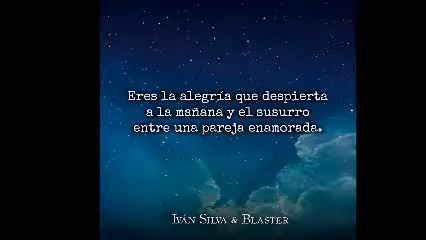 Eres la alegría que despierta
a la mañana y el susurro
entre una pareja enamorada.
Iván Silva & Blaster